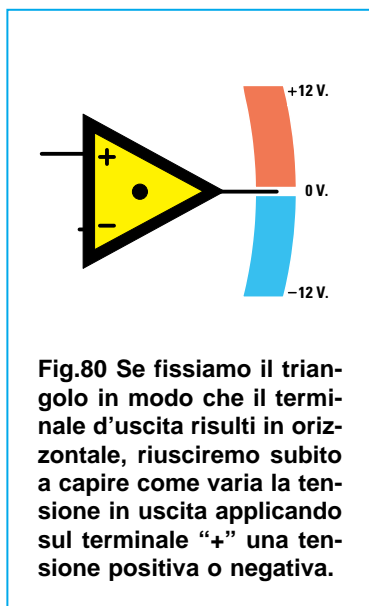 +12 V.
+
0 V.
−
−12 V.
Fig.80 Se fissiamo il trian-
golo in modo che il termi-
nale d'uscita risulti in oriz-
zontale, riusciremo subito
a capire come varia la ten-
sione in uscita applicando
sul terminale “+” una ten-
sione positiva o negativa.